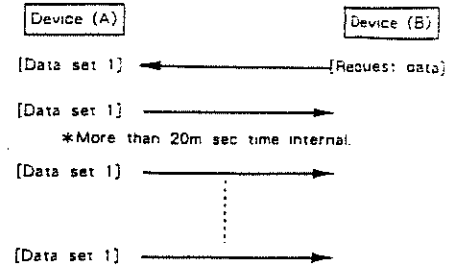 Device (A) Device (B)
[Data set 1] [Request data]
[Data set 1]
*More than 20m sec time internal.
[Data set 1]
[Data set 1]